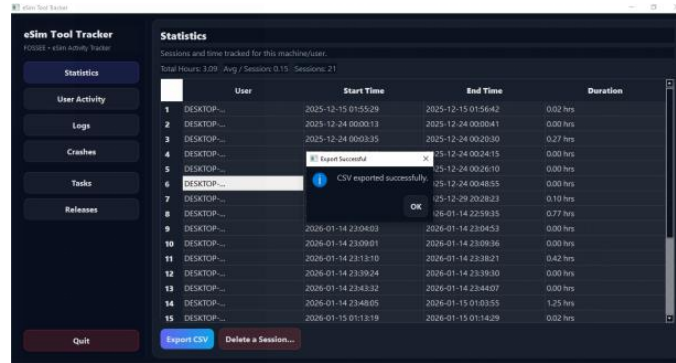 eSim Tool Tracker
eSim Tool Tracker
FOSSEE • eSim Activity Tracker
Statistics
User Activity
Logs
Crashes
Tasks
Releases
Quit
Statistics
Sessions and time tracked for this machine/user.
Total Hours: 3.09 Avg / Session: 0.15 Sessions: 21
User Start Time End Time Duration
1 DESKTOP-... 2025-12-15 01:55:29 2025-12-15 01:56:42 0.02 hrs
2 DESKTOP-... 2025-12-24 00:00:13 2025-12-24 00:00:41 0.00 hrs
3 DESKTOP-... 2025-12-24 00:03:35 2025-12-24 00:20:30 0.27 hrs
4 DESKTOP-... 25-12-24 00:24:15 0.00 hrs
5 DESKTOP-... 25-12-24 00:26:10 0.00 hrs
6 DESKTOP-... 25-12-24 00:48:55 0.00 hrs
7 DESKTOP-... 25-12-29 20:28:23 0.10 hrs
8 DESKTOP-... 26-01-14 22:59:35 0.77 hrs
9 DESKTOP-... 2026-01-14 23:04:03 2026-01-14 23:04:53 0.00 hrs
10 DESKTOP-... 2026-01-14 23:09:01 2026-01-14 23:09:36 0.00 hrs
11 DESKTOP-... 2026-01-14 23:13:10 2026-01-14 23:38:21 0.42 hrs
12 DESKTOP-... 2026-01-14 23:39:24 2026-01-14 23:39:30 0.00 hrs
13 DESKTOP-... 2026-01-14 23:43:32 2026-01-14 23:44:07 0.00 hrs
14 DESKTOP-... 2026-01-14 23:48:05 2026-01-15 01:03:55 1.25 hrs
15 DESKTOP-... 2026-01-15 01:13:19 2026-01-15 01:14:29 0.02 hrs
Export Successful
CSV exported successfully.
OK
Export CSV
Delete a Session...